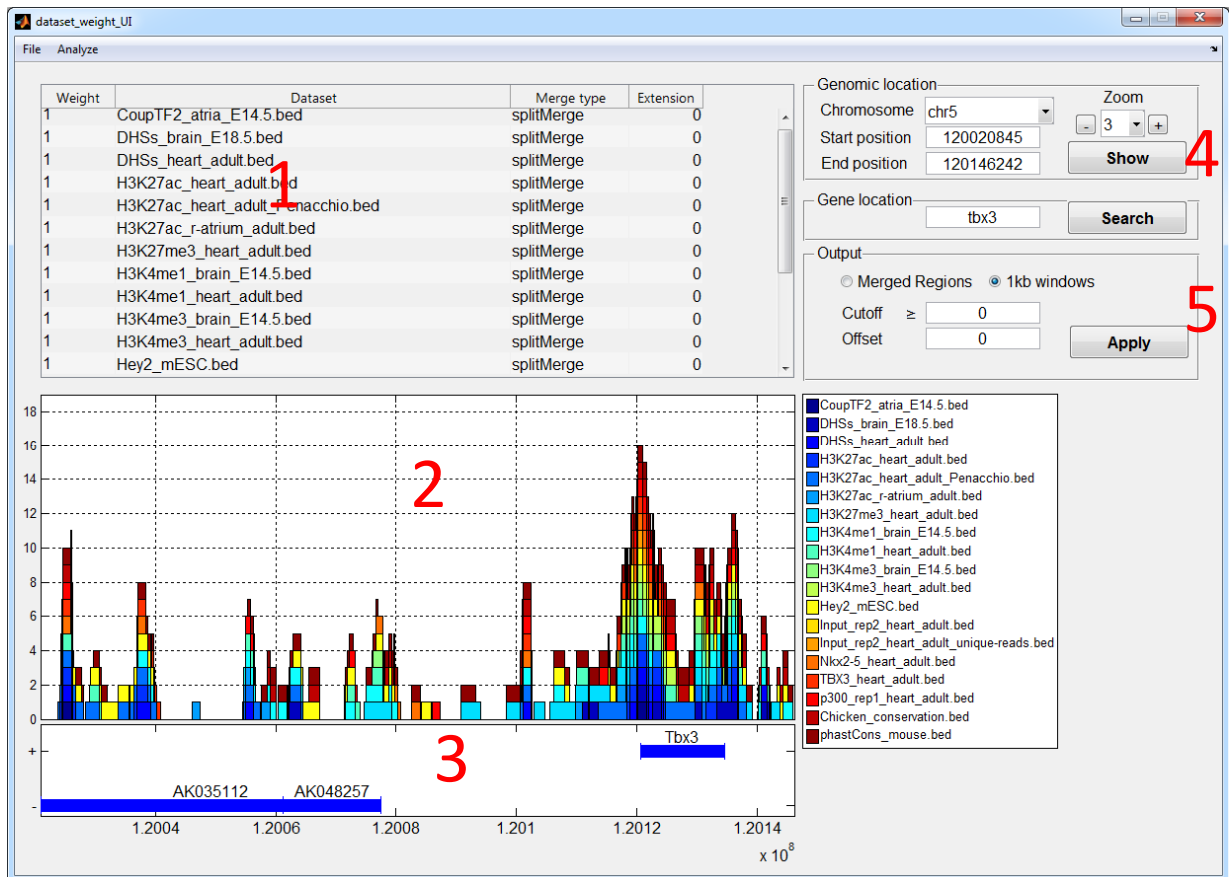 dataset_weight_UI
File Analyze
Weight Dataset Merge type Extension
1 CoupTF2_atria_E14.5.bed splitMerge 0
1 DHSs_brain_E18.5.bed splitMerge 0
1 DHSs_heart_adult.bed splitMerge 0
1 H3K27ac_heart_adult.bed splitMerge 0
1 H3K27ac_heart_adult_Penacchio.bed splitMerge 0
1 H3K27ac_r-atrium_adult.bed splitMerge 0
1 H3K27me3_heart_adult.bed splitMerge 0
1 H3K4me1_brain_E14.5.bed splitMerge 0
1 H3K4me1_heart_adult.bed splitMerge 0
1 H3K4me3_brain_E14.5.bed splitMerge 0
1 H3K4me3_heart_adult.bed splitMerge 0
1 Hey2_mESC.bed splitMerge 0
1
Genomic location
Chromosome chr5
Start position 120020845
End position 120146242
Zoom
- 3 +
Show
4
Gene location
tbx3 Search
Output
Merged Regions 1kb windows
Cutoff ≥ 0
Offset 0
Apply
5
18
16
14
12
10
8
6
4
2
0
2
CoupTF2_atria_E14.5.bed
DHSs_brain_E18.5.bed
DHSs_heart_adult.bed
H3K27ac_heart_adult.bed
H3K27ac_heart_adult_Penacchio.bed
H3K27ac_r-atrium_adult.bed
H3K27me3_heart_adult.bed
H3K4me1_brain_E14.5.bed
H3K4me1_heart_adult.bed
H3K4me3_brain_E14.5.bed
H3K4me3_heart_adult.bed
Hey2_mESC.bed
Input_rep2_heart_adult.bed
Input_rep2_heart_adult_unique-reads.bed
Nkx2-5_heart_adult.bed
TBX3_heart_adult.bed
p300_rep1_heart_adult.bed
Chicken_conservation.bed
phastCons_mouse.bed
+
-
3
Tbx3
AK035112 AK048257
1.2004 1.2006 1.2008 1.201 1.2012 1.2014
x 10^8